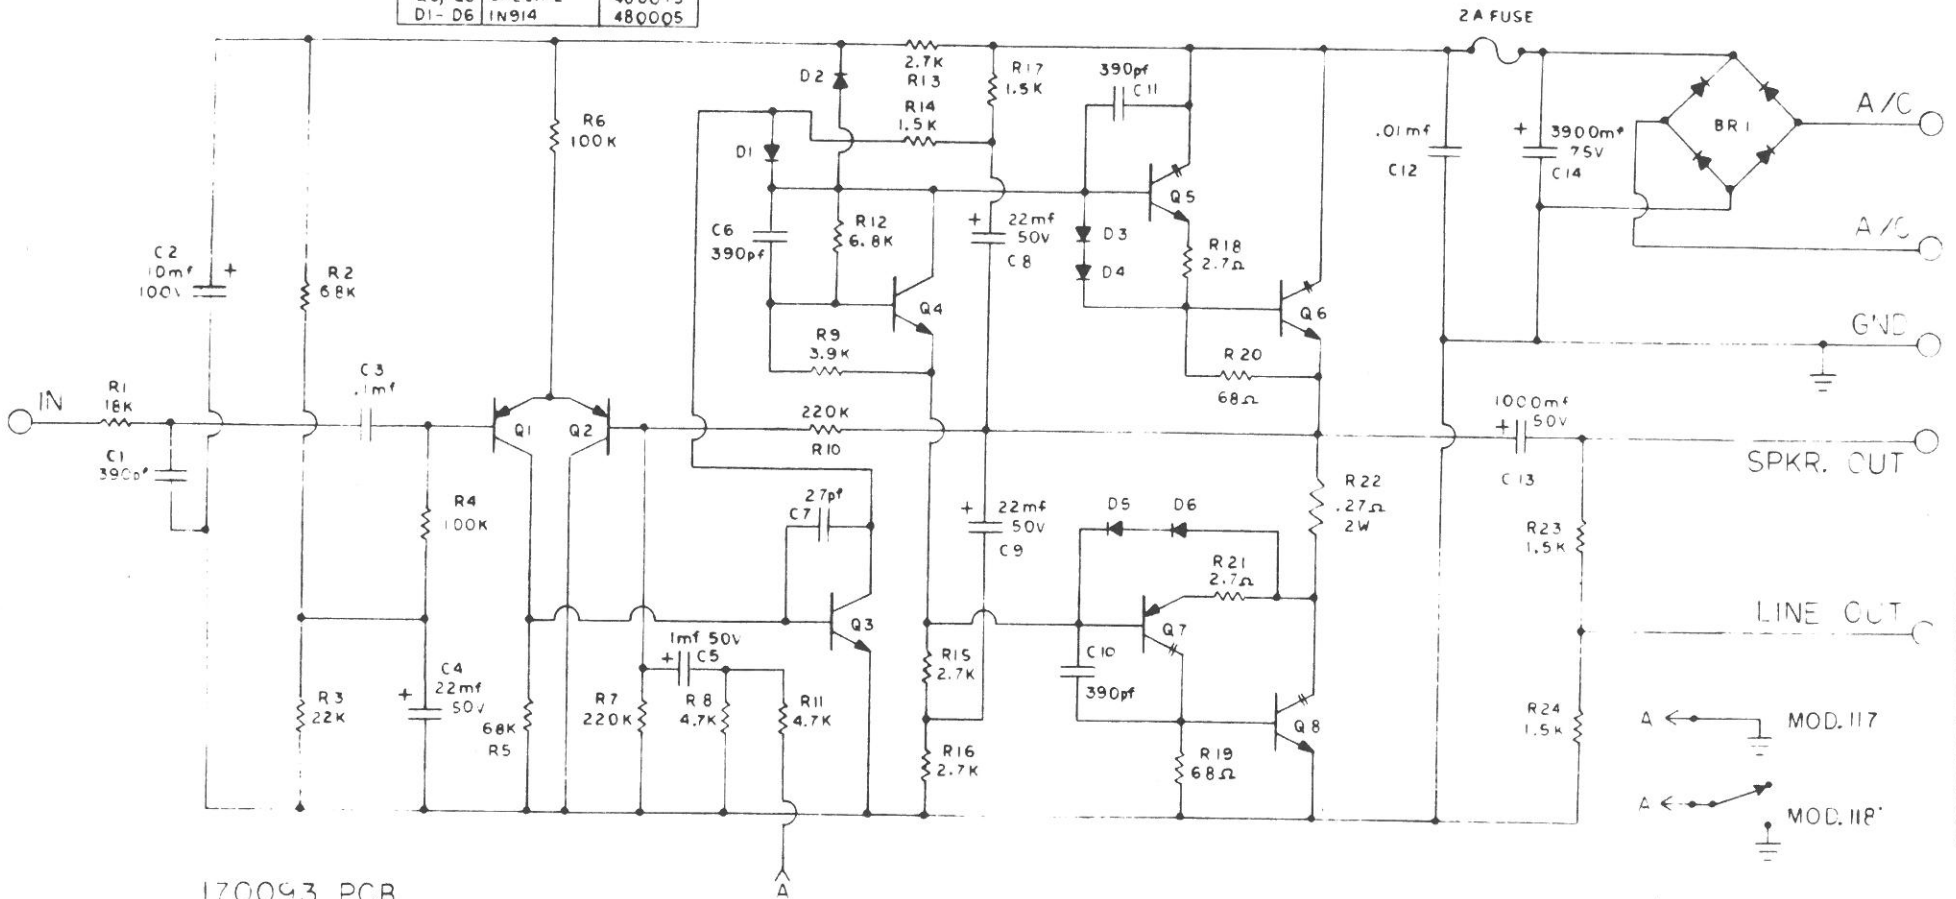 D1-D6 1N914 480005
2A FUSE
2.7K
R13
R14
1.5K
R17
1.5K
D2
390pf
C11
R6
100K
D1
.01mf
C12
+ 3900mf
75V
C14
BR1
A/C
A/C
GND
Q5
C6
390pf
R12
6.8K
+ 22mf
50V
C8
D3
D4
R18
2.7Ω
C2
10mf
100V
+
R2
68K
Q4
Q6
R9
3.9K
R20
68Ω
IN
R1
18K
C3
.1mf
Q1
Q2
220K
R10
1000mf
+ 50V
C13
SPKR. OUT
C1
390pf
R4
100K
27pf
C7
+ 22mf
50V
C9
D5
D6
R22
.27Ω
2W
R21
2.7Ω
R23
1.5K
Q3
Q7
LINE OUT
1mf 50V
+ C5
C4
+ 22mf
50V
R15
2.7K
C10
390pf
R3
22K
68K
R5
R7
220K
R8
4.7K
R11
4.7K
Q8
R24
1.5K
A
MOD. 117
R16
2.7K
R19
68Ω
A
MOD. 118
A
170093 PCB